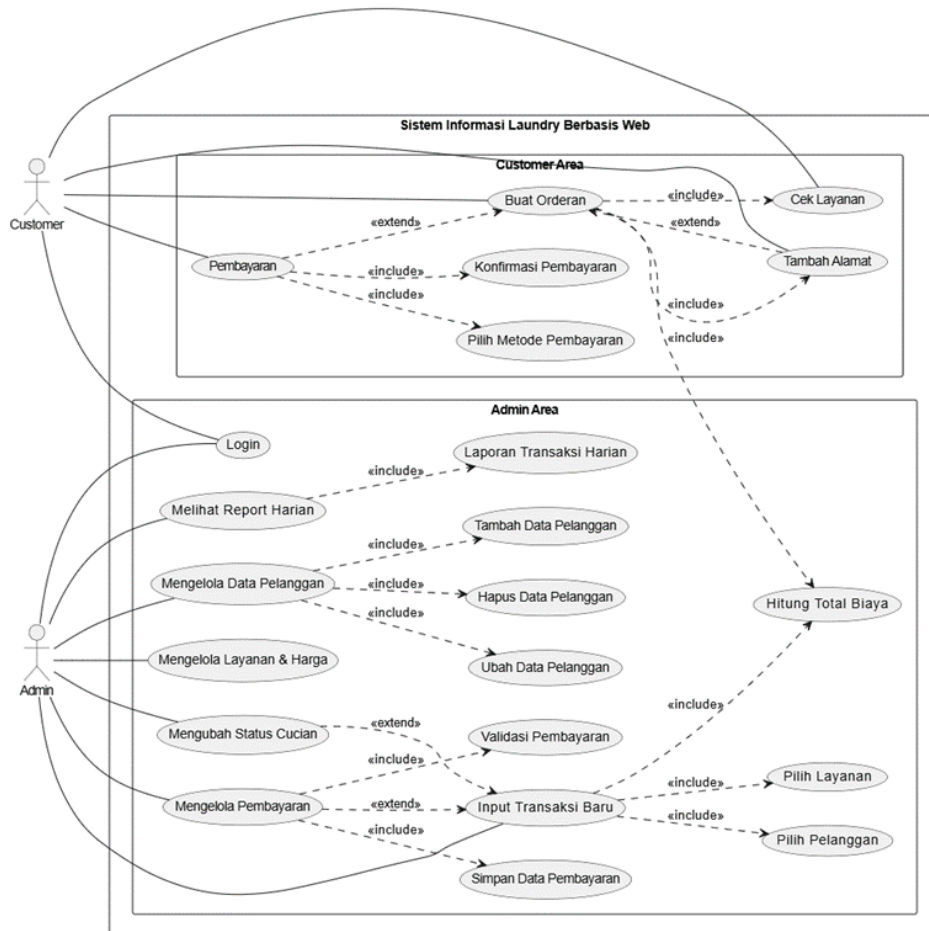 Sistem Informasi Laundry Berbasis Web
Customer Area
Customer
Buat Orderan
«include»
Cek Layanan
«extend»
«extend»
Pembayaran
«include»
Konfirmasi Pembayaran
Tambah Alamat
«include»
«include»
Pilih Metode Pembayaran
«include»
Admin Area
Login
Laporan Transaksi Harian
«include»
Melihat Report Harian
Tambah Data Pelanggan
«include»
Mengelola Data Pelanggan
«include»
Hapus Data Pelanggan
Hitung Total Biaya
«include»
Admin
Mengelola Layanan & Harga
Ubah Data Pelanggan
«include»
Mengubah Status Cucian
«extend»
Validasi Pembayaran
«include»
Mengelola Pembayaran
«extend»
Input Transaksi Baru
«include»
Pilih Layanan
«include»
«include»
Pilih Pelanggan
Simpan Data Pembayaran